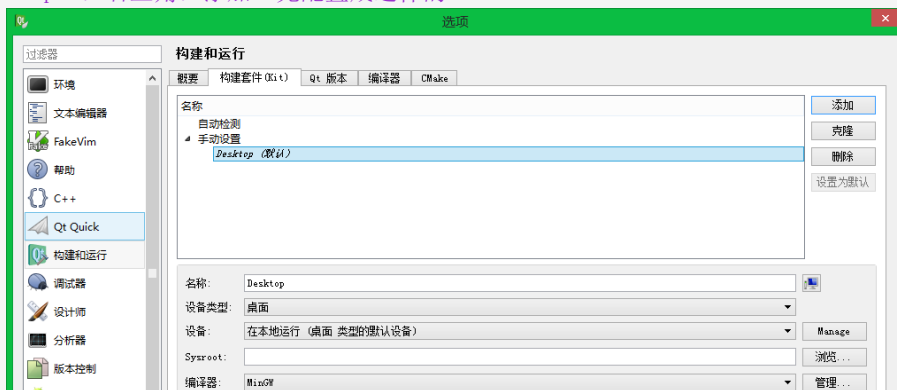 选项
过滤器
环境
文本编辑器
FakeVim
帮助
C++
Qt Quick
构建和运行
调试器
设计师
分析器
版本控制
构建和运行
概要
构建套件(Kit)
Qt 版本
编译器
CMake
名称
自动检测
手动设置
Desktop (默认)
添加
克隆
删除
设置为默认
名称:
Desktop
设备类型:
桌面
设备:
在本地运行 (桌面 类型的默认设备)
Manage
Sysroot:
浏览...
编译器:
MinGW
管理...